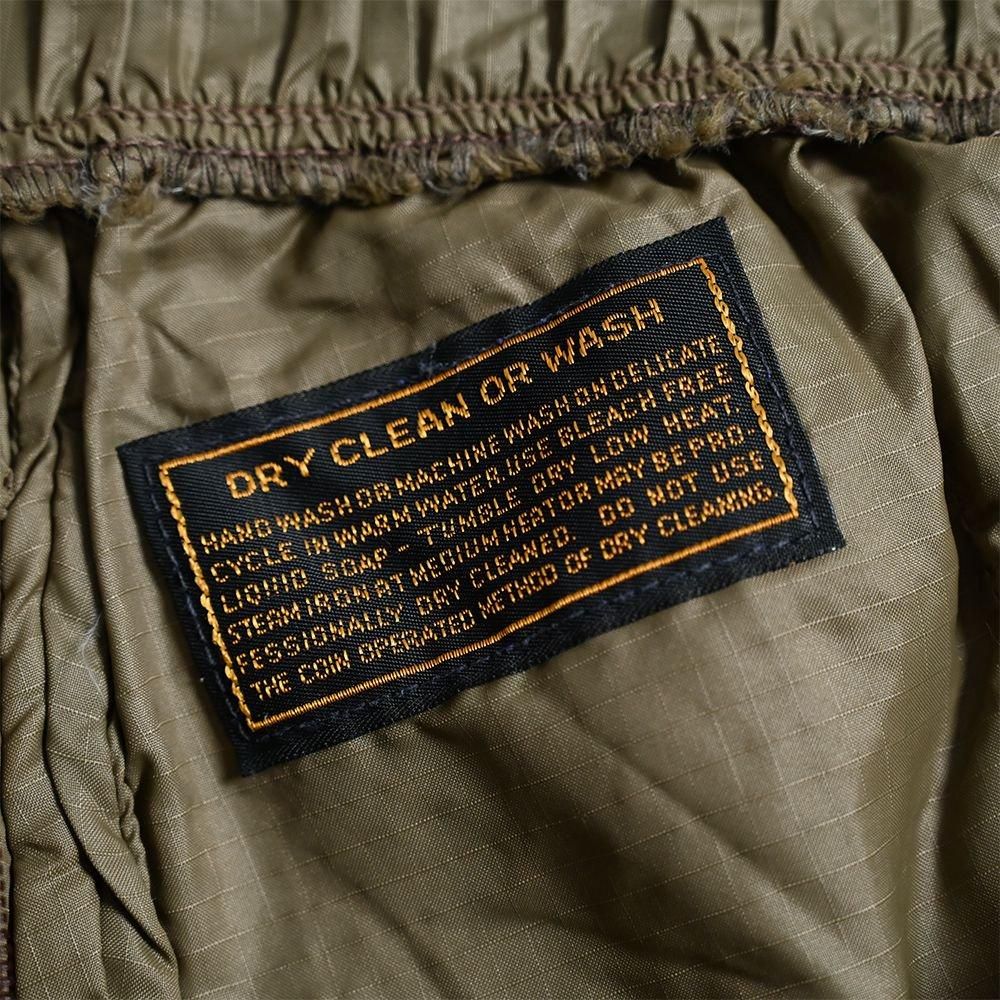 DRY CLEAN OR WASH
HAND WASH OR MACHINE WASH ON DELICATE
CYCLE IN WARM WATER. USE BLEACH FREE
LIQUID SOAP - TUMBLE DRY LOW HEAT.
STEAM IRON AT MEDIUM HEAT OR MAY BE PRO-
FESSIONALLY DRY CLEANED. DO NOT USE
THE COIN OPERATED METHOD OF DRY CLEANING.